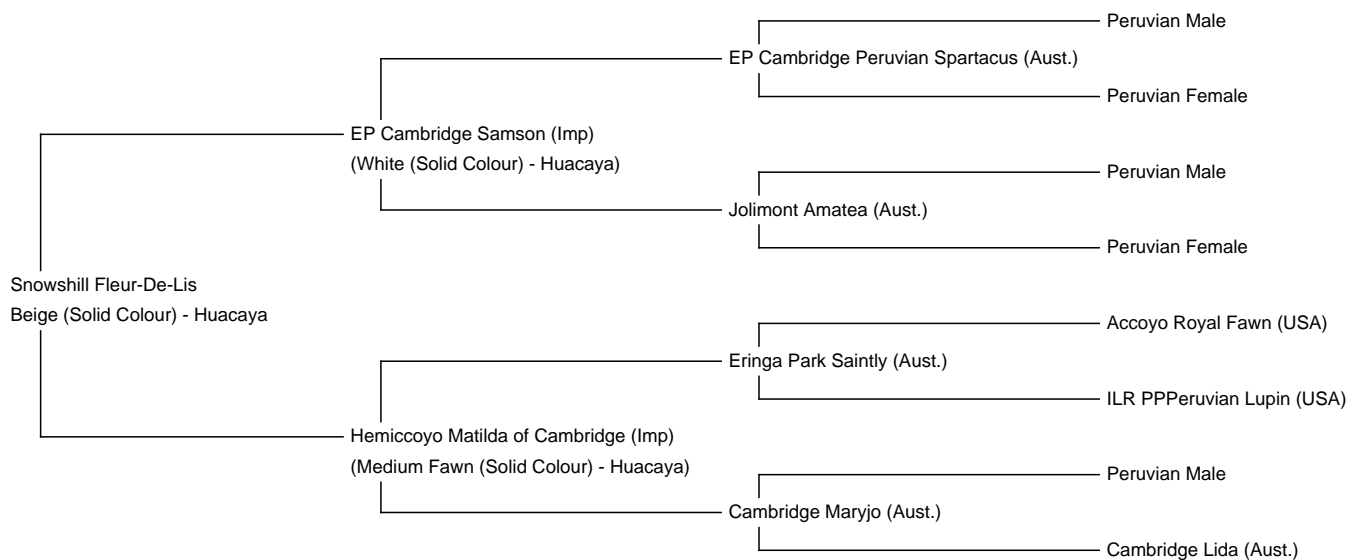 Peruvian Male
EP Cambridge Peruvian Spartacus (Aust.)
Peruvian Female
EP Cambridge Samson (Imp)
(White (Solid Colour) - Huacaya)
Peruvian Male
Jolimont Amatea (Aust.)
Peruvian Female
Snowshill Fleur-De-Lis
Beige (Solid Colour) - Huacaya
Accoyo Royal Fawn (USA)
Eringa Park Saintly (Aust.)
ILR PPPeruvian Lupin (USA)
Hemiccoyo Matilda of Cambridge (Imp)
(Medium Fawn (Solid Colour) - Huacaya)
Peruvian Male
Cambridge Maryjo (Aust.)
Cambridge Lida (Aust.)